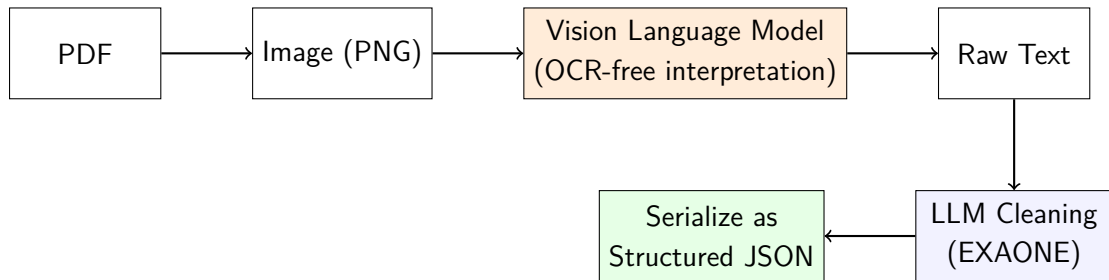 PDF
Image (PNG)
Vision Language Model
(OCR-free interpretation)
Raw Text
LLM Cleaning
(EXAONE)
Serialize as
Structured JSON